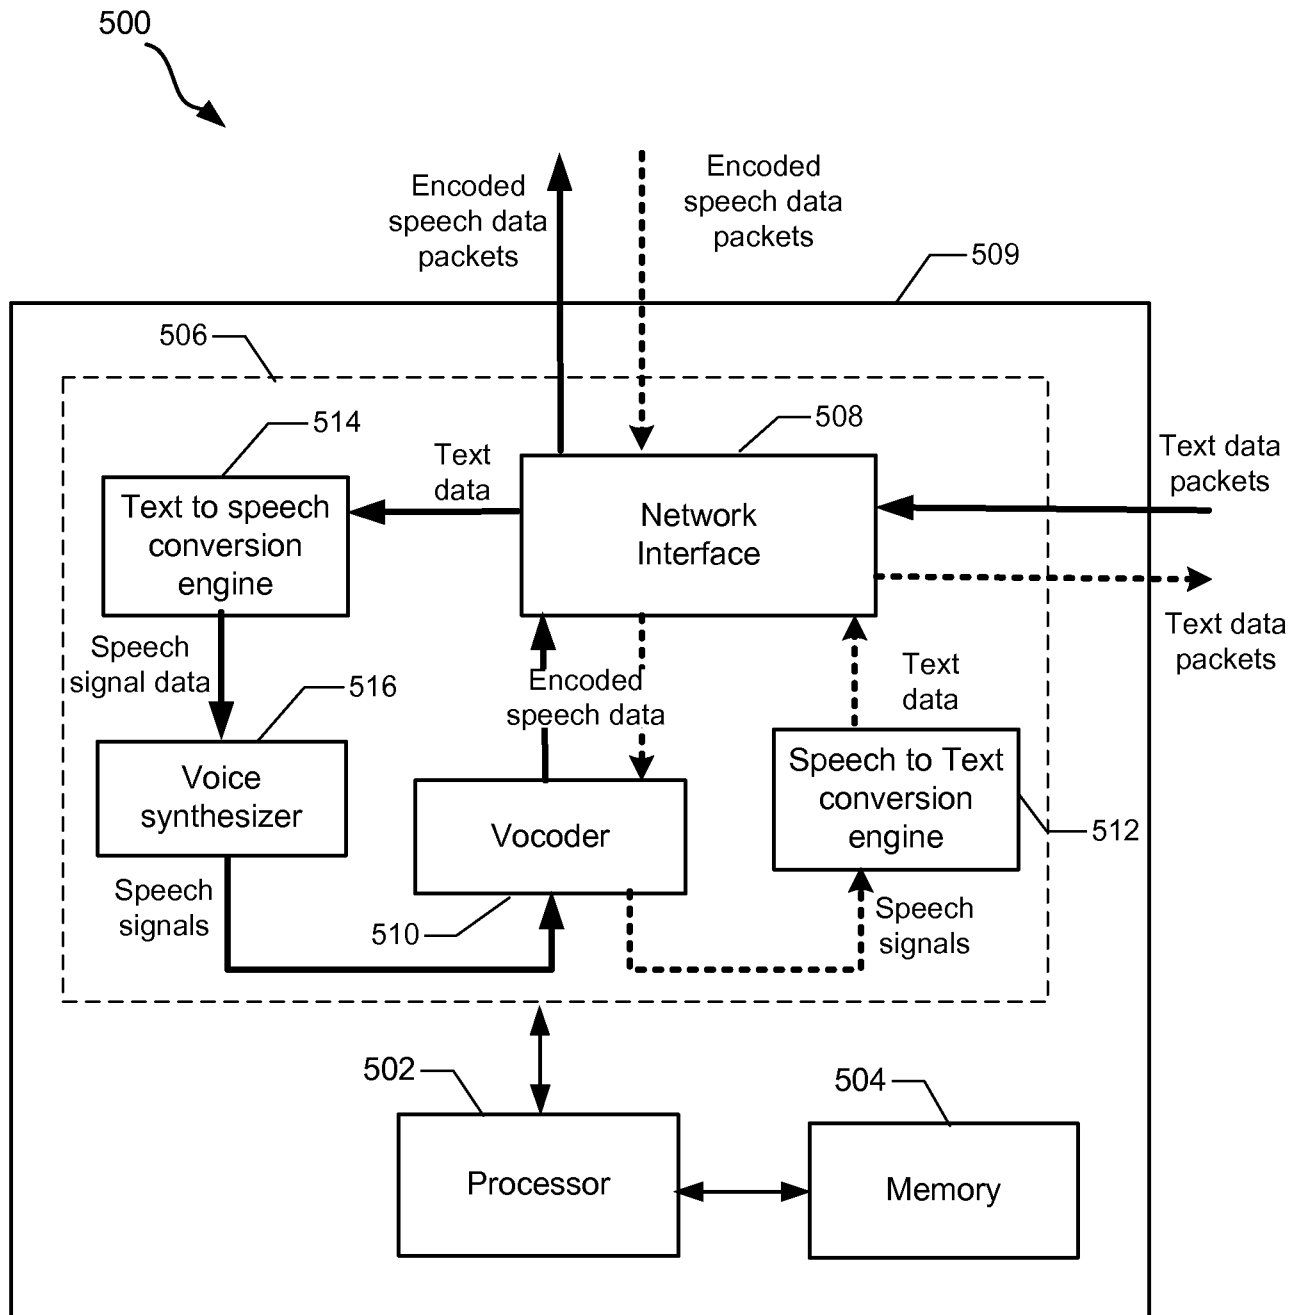 500
Encoded
speech data
packets
Encoded
speech data
packets
509
506
514
508
Text
data
Text data
packets
Text to speech
conversion
engine
Network
Interface
Text data
packets
Speech
signal data
516
Encoded
speech data
Text
data
Voice
synthesizer
Vocoder
Speech to Text
conversion
engine
512
Speech
signals
510
Speech
signals
502
504
Processor
Memory